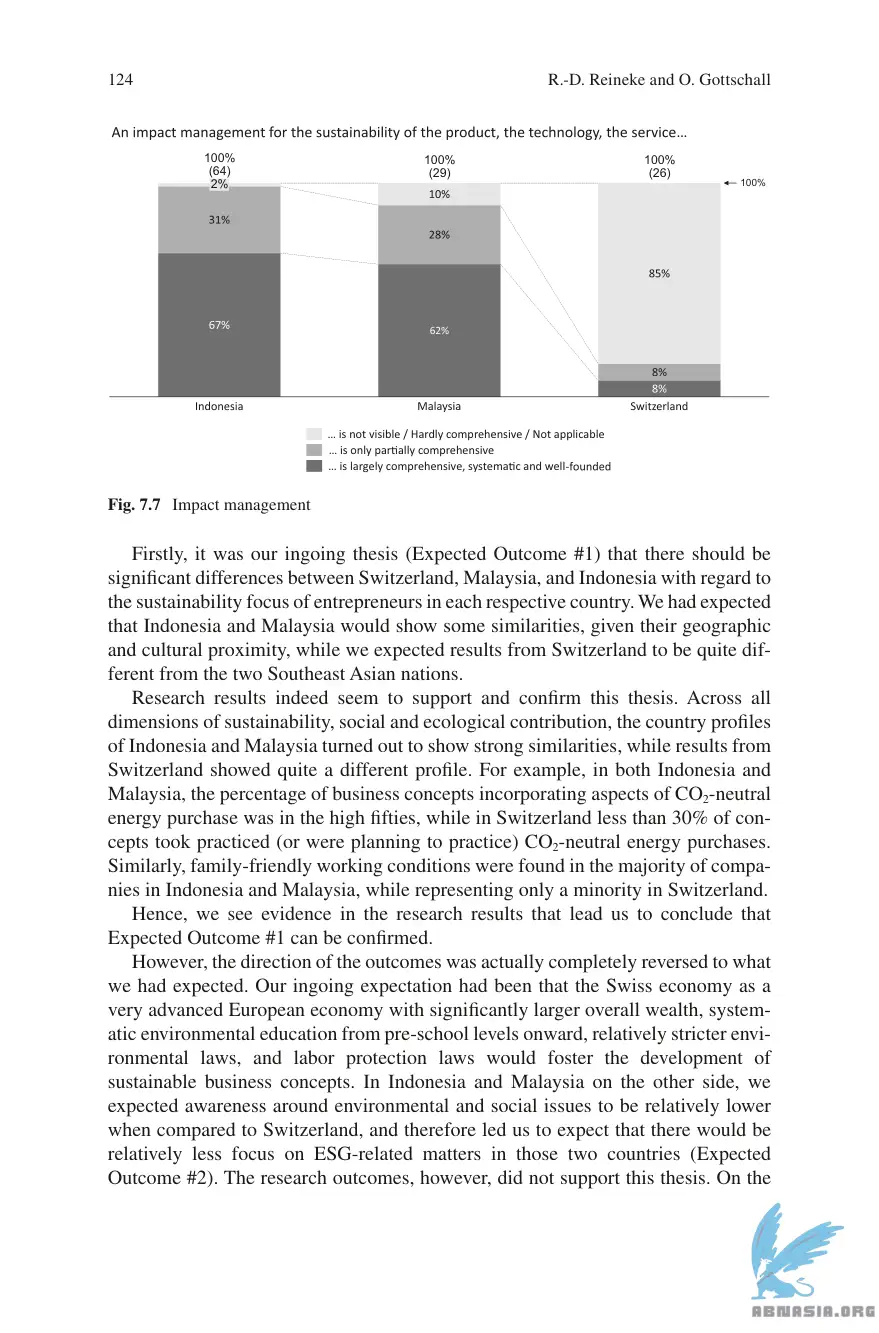 124 R.-D. Reineke and O. Gottschall
An impact management for the sustainability of the product, the technology, the service…
100% 100% 100%
(64) (29) (26)
2% 10% 100%
31% 28% 85%
67% 62% 8%
8%
Indonesia Malaysia Switzerland
… is not visible / Hardly comprehensive / Not applicable
… is only partially comprehensive
… is largely comprehensive, systematic and well-founded
Fig. 7.7 Impact management
Firstly, it was our ingoing thesis (Expected Outcome #1) that there should be
significant differences between Switzerland, Malaysia, and Indonesia with regard to
the sustainability focus of entrepreneurs in each respective country. We had expected
that Indonesia and Malaysia would show some similarities, given their geographic
and cultural proximity, while we expected results from Switzerland to be quite dif-
ferent from the two Southeast Asian nations.
Research results indeed seem to support and confirm this thesis. Across all
dimensions of sustainability, social and ecological contribution, the country profiles
of Indonesia and Malaysia turned out to show strong similarities, while results from
Switzerland showed quite a different profile. For example, in both Indonesia and
Malaysia, the percentage of business concepts incorporating aspects of CO₂-neutral
energy purchase was in the high fifties, while in Switzerland less than 30% of con-
cepts took practiced (or were planning to practice) CO₂-neutral energy purchases.
Similarly, family-friendly working conditions were found in the majority of compa-
nies in Indonesia and Malaysia, while representing only a minority in Switzerland.
Hence, we see evidence in the research results that lead us to conclude that
Expected Outcome #1 can be confirmed.
However, the direction of the outcomes was actually completely reversed to what
we had expected. Our ingoing expectation had been that the Swiss economy as a
very advanced European economy with significantly larger overall wealth, system-
atic environmental education from pre-school levels onward, relatively stricter envi-
ronmental laws, and labor protection laws would foster the development of
sustainable business concepts. In Indonesia and Malaysia on the other side, we
expected awareness around environmental and social issues to be relatively lower
when compared to Switzerland, and therefore led us to expect that there would be
relatively less focus on ESG-related matters in those two countries (Expected
Outcome #2). The research outcomes, however, did not support this thesis. On the
ABNASIA.ORG